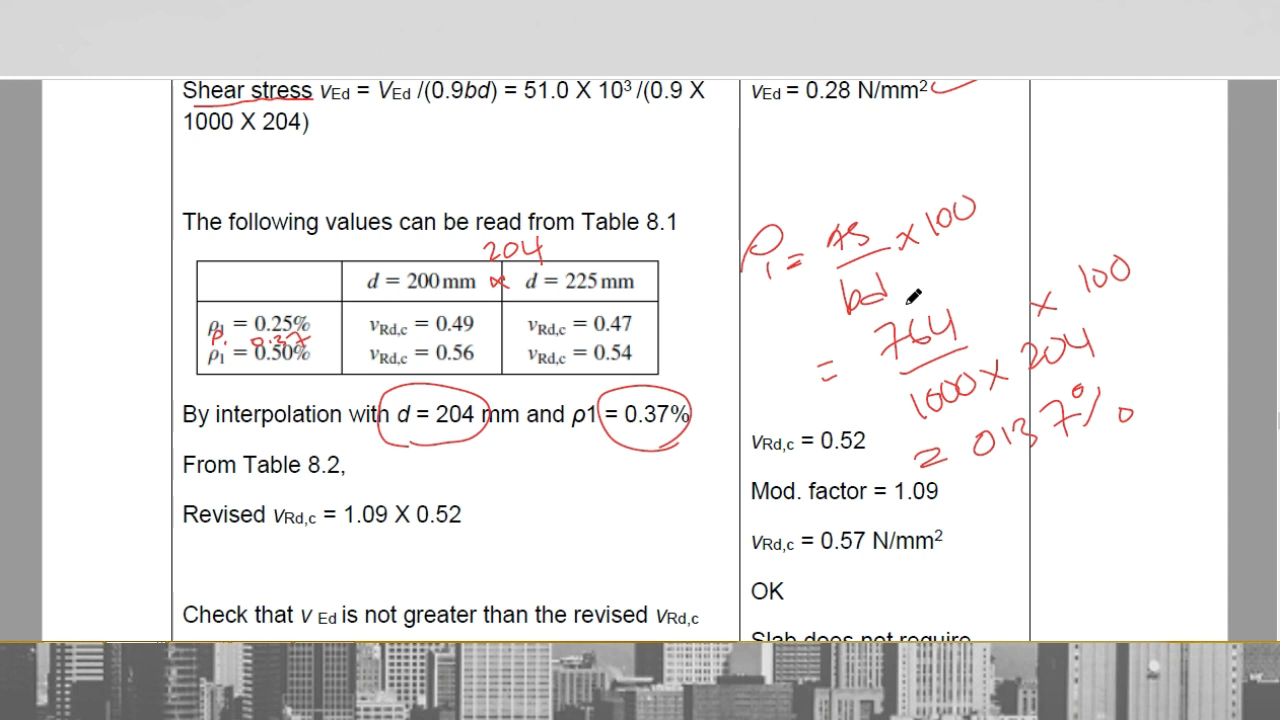 Shear stress vEd = VEd /(0.9bd) = 51.0 X 10³ /(0.9 X
1000 X 204)
vEd = 0.28 N/mm²
The following values can be read from Table 8.1
204
d = 200 mm d = 225 mm
ρ1 = 0.25% vRd,c = 0.49 vRd,c = 0.47
ρ1 0.37
ρ1 = 0.50% vRd,c = 0.56 vRd,c = 0.54
By interpolation with d = 204 mm and ρ1 = 0.37%
From Table 8.2,
Revised vRd,c = 1.09 X 0.52
Check that v Ed is not greater than the revised vRd,c
ρ1 = As / bd × 100
= 764 / 1000 × 204 × 100
= 0.37%
vRd,c = 0.52
Mod. factor = 1.09
vRd,c = 0.57 N/mm²
OK
Slab does not require